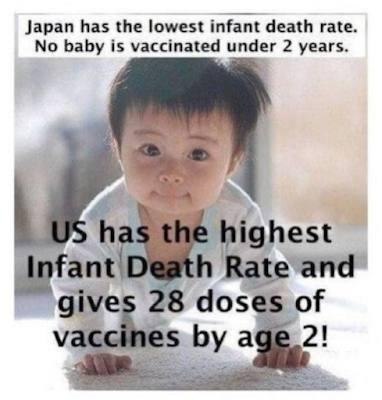 Japan has the lowest infant death rate.
No baby is vaccinated under 2 years.
US has the highest
Infant Death Rate and
gives 28 doses of
vaccines by age 2!